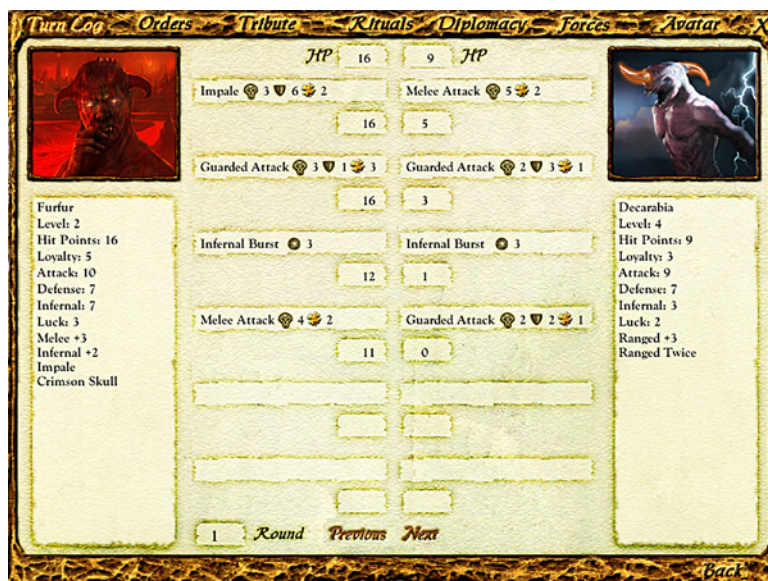 Turn Log Orders Tribute Rituals Diplomacy Forces Avatar X
HP 16 9 HP
Impale 3 6 2 Melee Attack 5 2
16 5
Guarded Attack 3 1 3 Guarded Attack 2 3 1
16 3
Infernal Burst 3 Infernal Burst 3
12 1
Melee Attack 4 2 Guarded Attack 2 2 1
11 0
Furfur
Level: 2
Hit Points: 16
Loyalty: 5
Attack: 10
Defense: 7
Infernal: 7
Luck: 3
Melee +3
Infernal +2
Impale
Crimson Skull
Decarabia
Level: 4
Hit Points: 9
Loyalty: 3
Attack: 9
Defense: 7
Infernal: 3
Luck: 2
Ranged +3
Ranged Twice
1 Round Previous Next
Back